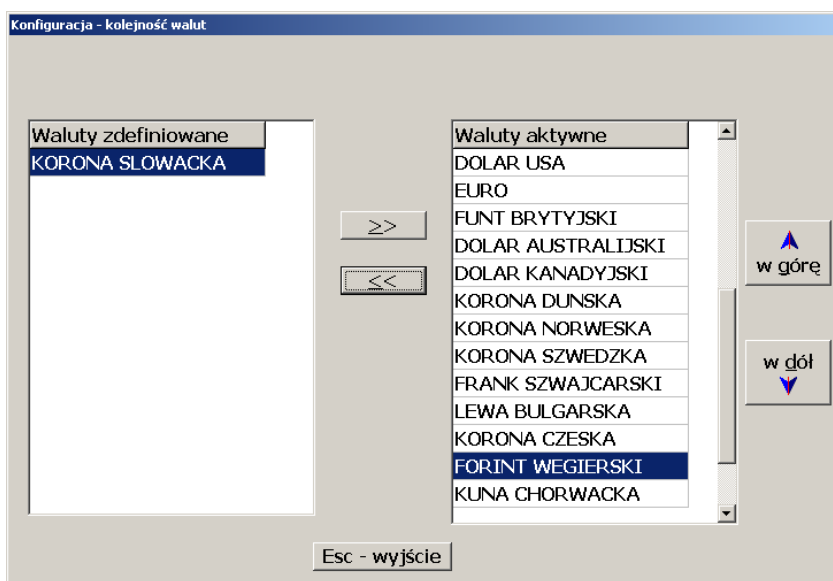 Konfiguracja - kolejność walut
Waluty zdefiniowane
KORONA SLOWACKA
>>
<<
Waluty aktywne
DOLAR USA
EURO
FUNT BRYTYJSKI
DOLAR AUSTRALIJSKI
DOLAR KANADYJSKI
KORONA DUNSKA
KORONA NORWESKA
KORONA SZWEDZKA
FRANK SZWAJCARSKI
LEWA BULGARSKA
KORONA CZESKA
FORINT WEGIERSKI
KUNA CHORWACKA
w górę
w dół
Esc - wyjście